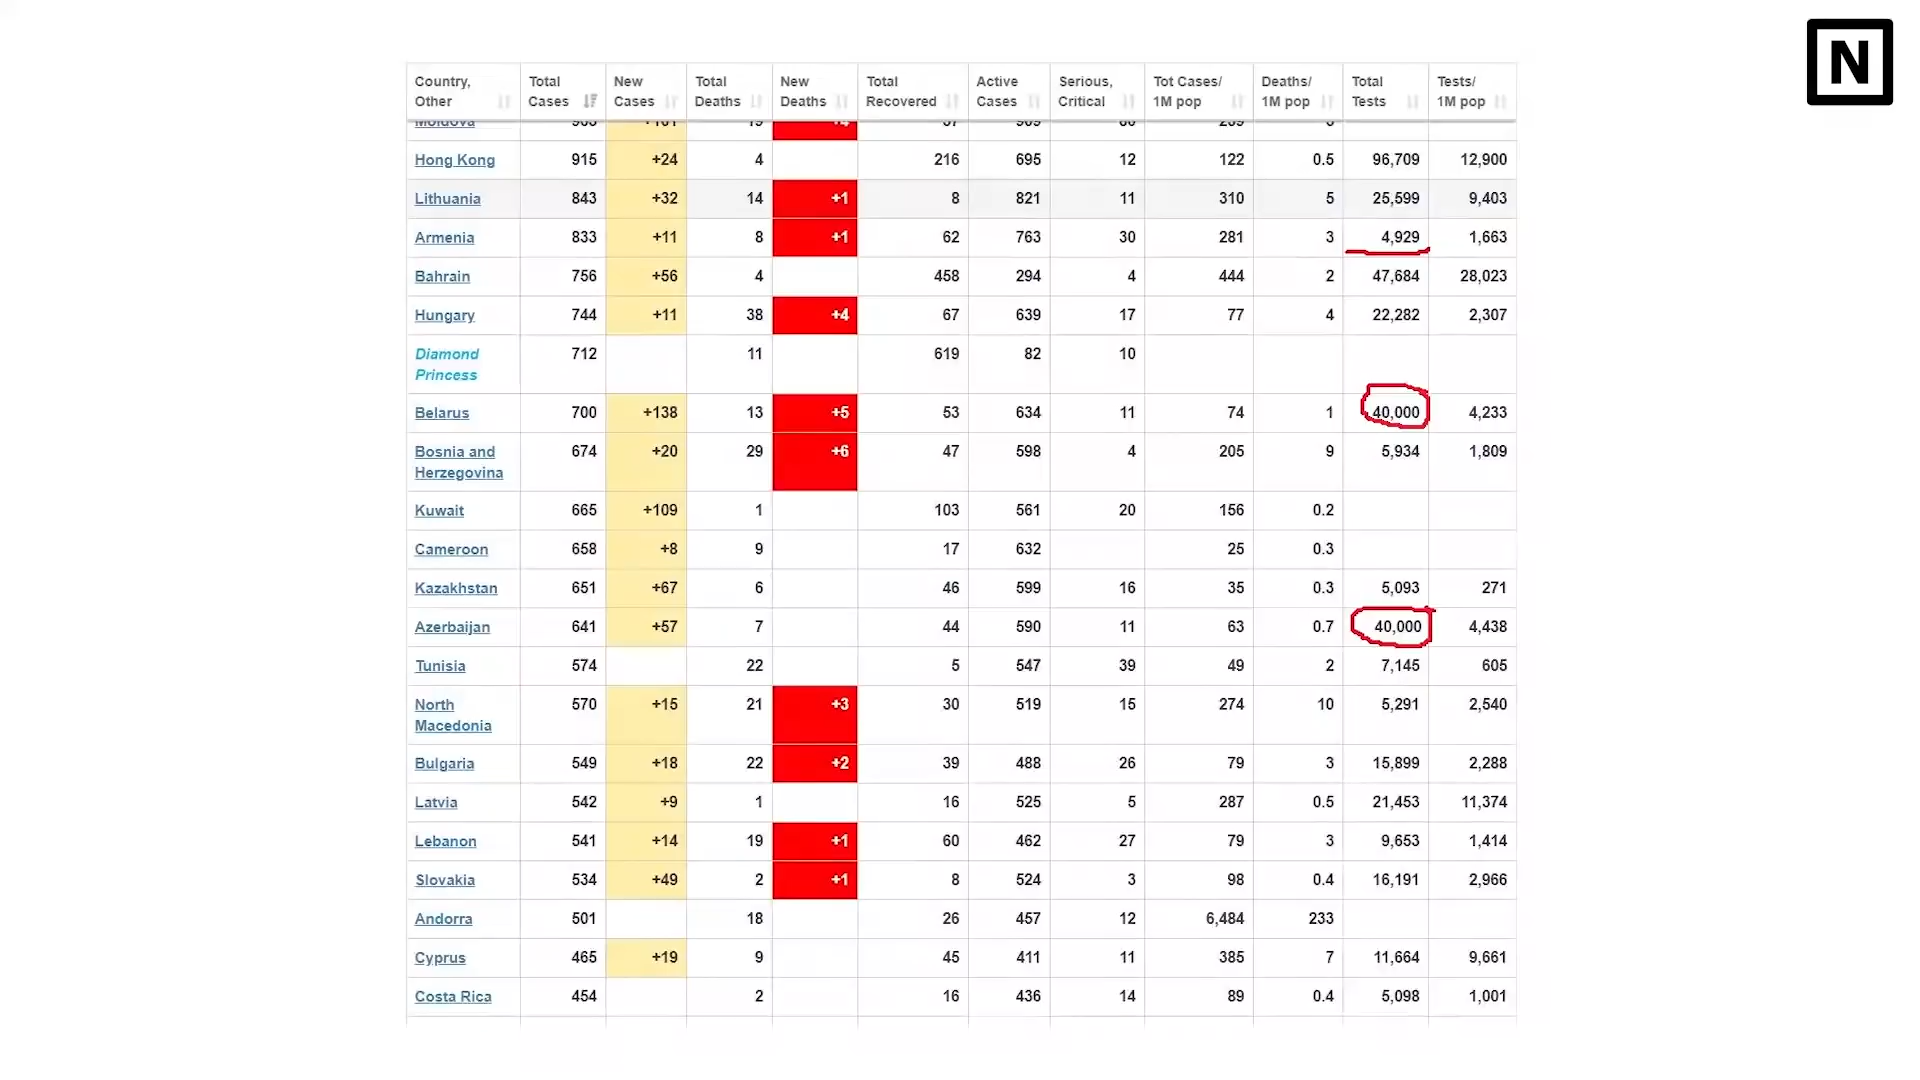 N
Country, Other Total Cases New Cases Total Deaths New Deaths Total Recovered Active Cases Serious, Critical Tot Cases/ 1M pop Deaths/ 1M pop Total Tests Tests/ 1M pop
Moldova
Hong Kong 915 +24 4 216 695 12 122 0.5 96,709 12,900
Lithuania 843 +32 14 +1 8 821 11 310 5 25,599 9,403
Armenia 833 +11 8 +1 62 763 30 281 3 4,929 1,663
Bahrain 756 +56 4 458 294 4 444 2 47,684 28,023
Hungary 744 +11 38 +4 67 639 17 77 4 22,282 2,307
Diamond Princess 712 11 619 82 10
Belarus 700 +138 13 +5 53 634 11 74 1 40,000 4,233
Bosnia and Herzegovina 674 +20 29 +6 47 598 4 205 9 5,934 1,809
Kuwait 665 +109 1 103 561 20 156 0.2
Cameroon 658 +8 9 17 632 25 0.3
Kazakhstan 651 +67 6 46 599 16 35 0.3 5,093 271
Azerbaijan 641 +57 7 44 590 11 63 0.7 40,000 4,438
Tunisia 574 22 5 547 39 49 2 7,145 605
North Macedonia 570 +15 21 +3 30 519 15 274 10 5,291 2,540
Bulgaria 549 +18 22 +2 39 488 26 79 3 15,899 2,288
Latvia 542 +9 1 16 525 5 287 0.5 21,453 11,374
Lebanon 541 +14 19 +1 60 462 27 79 3 9,653 1,414
Slovakia 534 +49 2 +1 8 524 3 98 0.4 16,191 2,966
Andorra 501 18 26 457 12 6,484 233
Cyprus 465 +19 9 45 411 11 385 7 11,664 9,661
Costa Rica 454 2 16 436 14 89 0.4 5,098 1,001